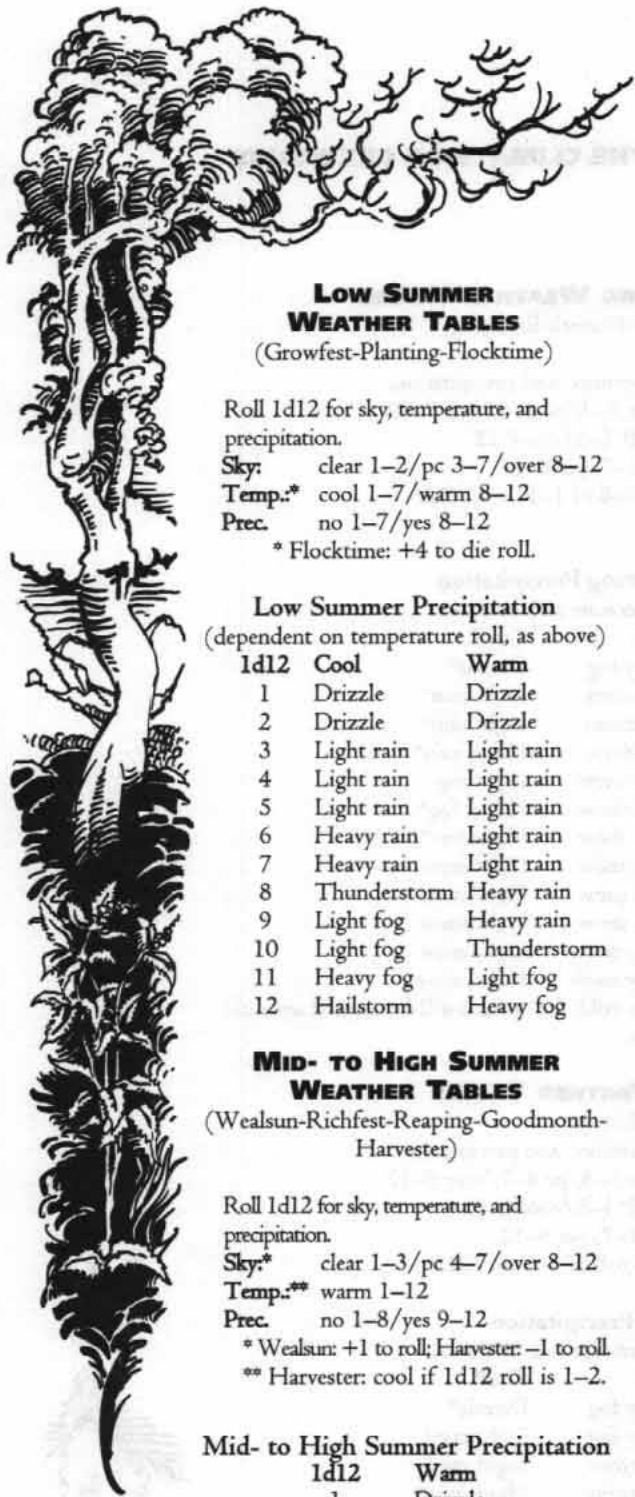 LOW SUMMER
WEATHER TABLES
(Growfest-Planting-Flocktime)
Roll 1d12 for sky, temperature, and
precipitation.
Sky: clear 1–2/pc 3–7/over 8–12
Temp.:* cool 1–7/warm 8–12
Prec. no 1–7/yes 8–12
* Flocktime: +4 to die roll.
Low Summer Precipitation
(dependent on temperature roll, as above)
1d12 Cool Warm
1 Drizzle Drizzle
2 Drizzle Drizzle
3 Light rain Light rain
4 Light rain Light rain
5 Light rain Light rain
6 Heavy rain Light rain
7 Heavy rain Light rain
8 Thunderstorm Heavy rain
9 Light fog Heavy rain
10 Light fog Thunderstorm
11 Heavy fog Light fog
12 Hailstorm Heavy fog
MID- TO HIGH SUMMER
WEATHER TABLES
(Wealsun-Richfest-Reaping-Goodmonth-
Harvester)
Roll 1d12 for sky, temperature, and
precipitation.
Sky:* clear 1–3/pc 4–7/over 8–12
Temp.:** warm 1–12
Prec. no 1–8/yes 9–12
* Wealsun: +1 to roll; Harvester: –1 to roll.
** Harvester: cool if 1d12 roll is 1–2.
Mid- to High Summer Precipitation
1d12 Warm
1 Drizzle